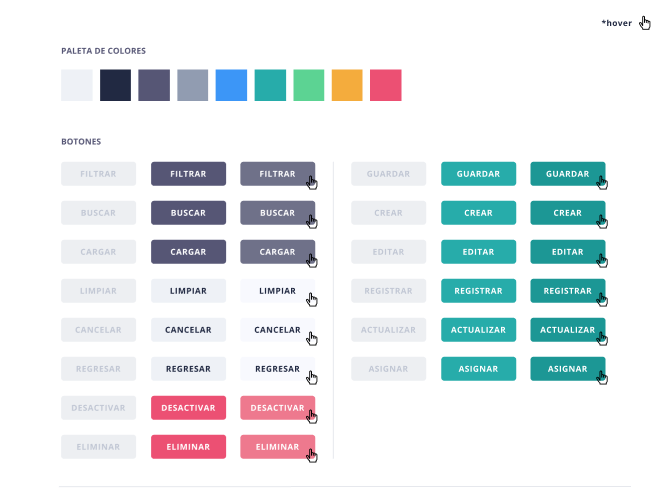 *hover
PALETA DE COLORES
BOTONES
FILTRAR FILTRAR FILTRAR GUARDAR GUARDAR GUARDAR
BUSCAR BUSCAR BUSCAR CREAR CREAR CREAR
CARGAR CARGAR CARGAR EDITAR EDITAR EDITAR
LIMPIAR LIMPIAR LIMPIAR REGISTRAR REGISTRAR REGISTRAR
CANCELAR CANCELAR CANCELAR ACTUALIZAR ACTUALIZAR ACTUALIZAR
REGRESAR REGRESAR REGRESAR ASIGNAR ASIGNAR ASIGNAR
DESACTIVAR DESACTIVAR DESACTIVAR
ELIMINAR ELIMINAR ELIMINAR